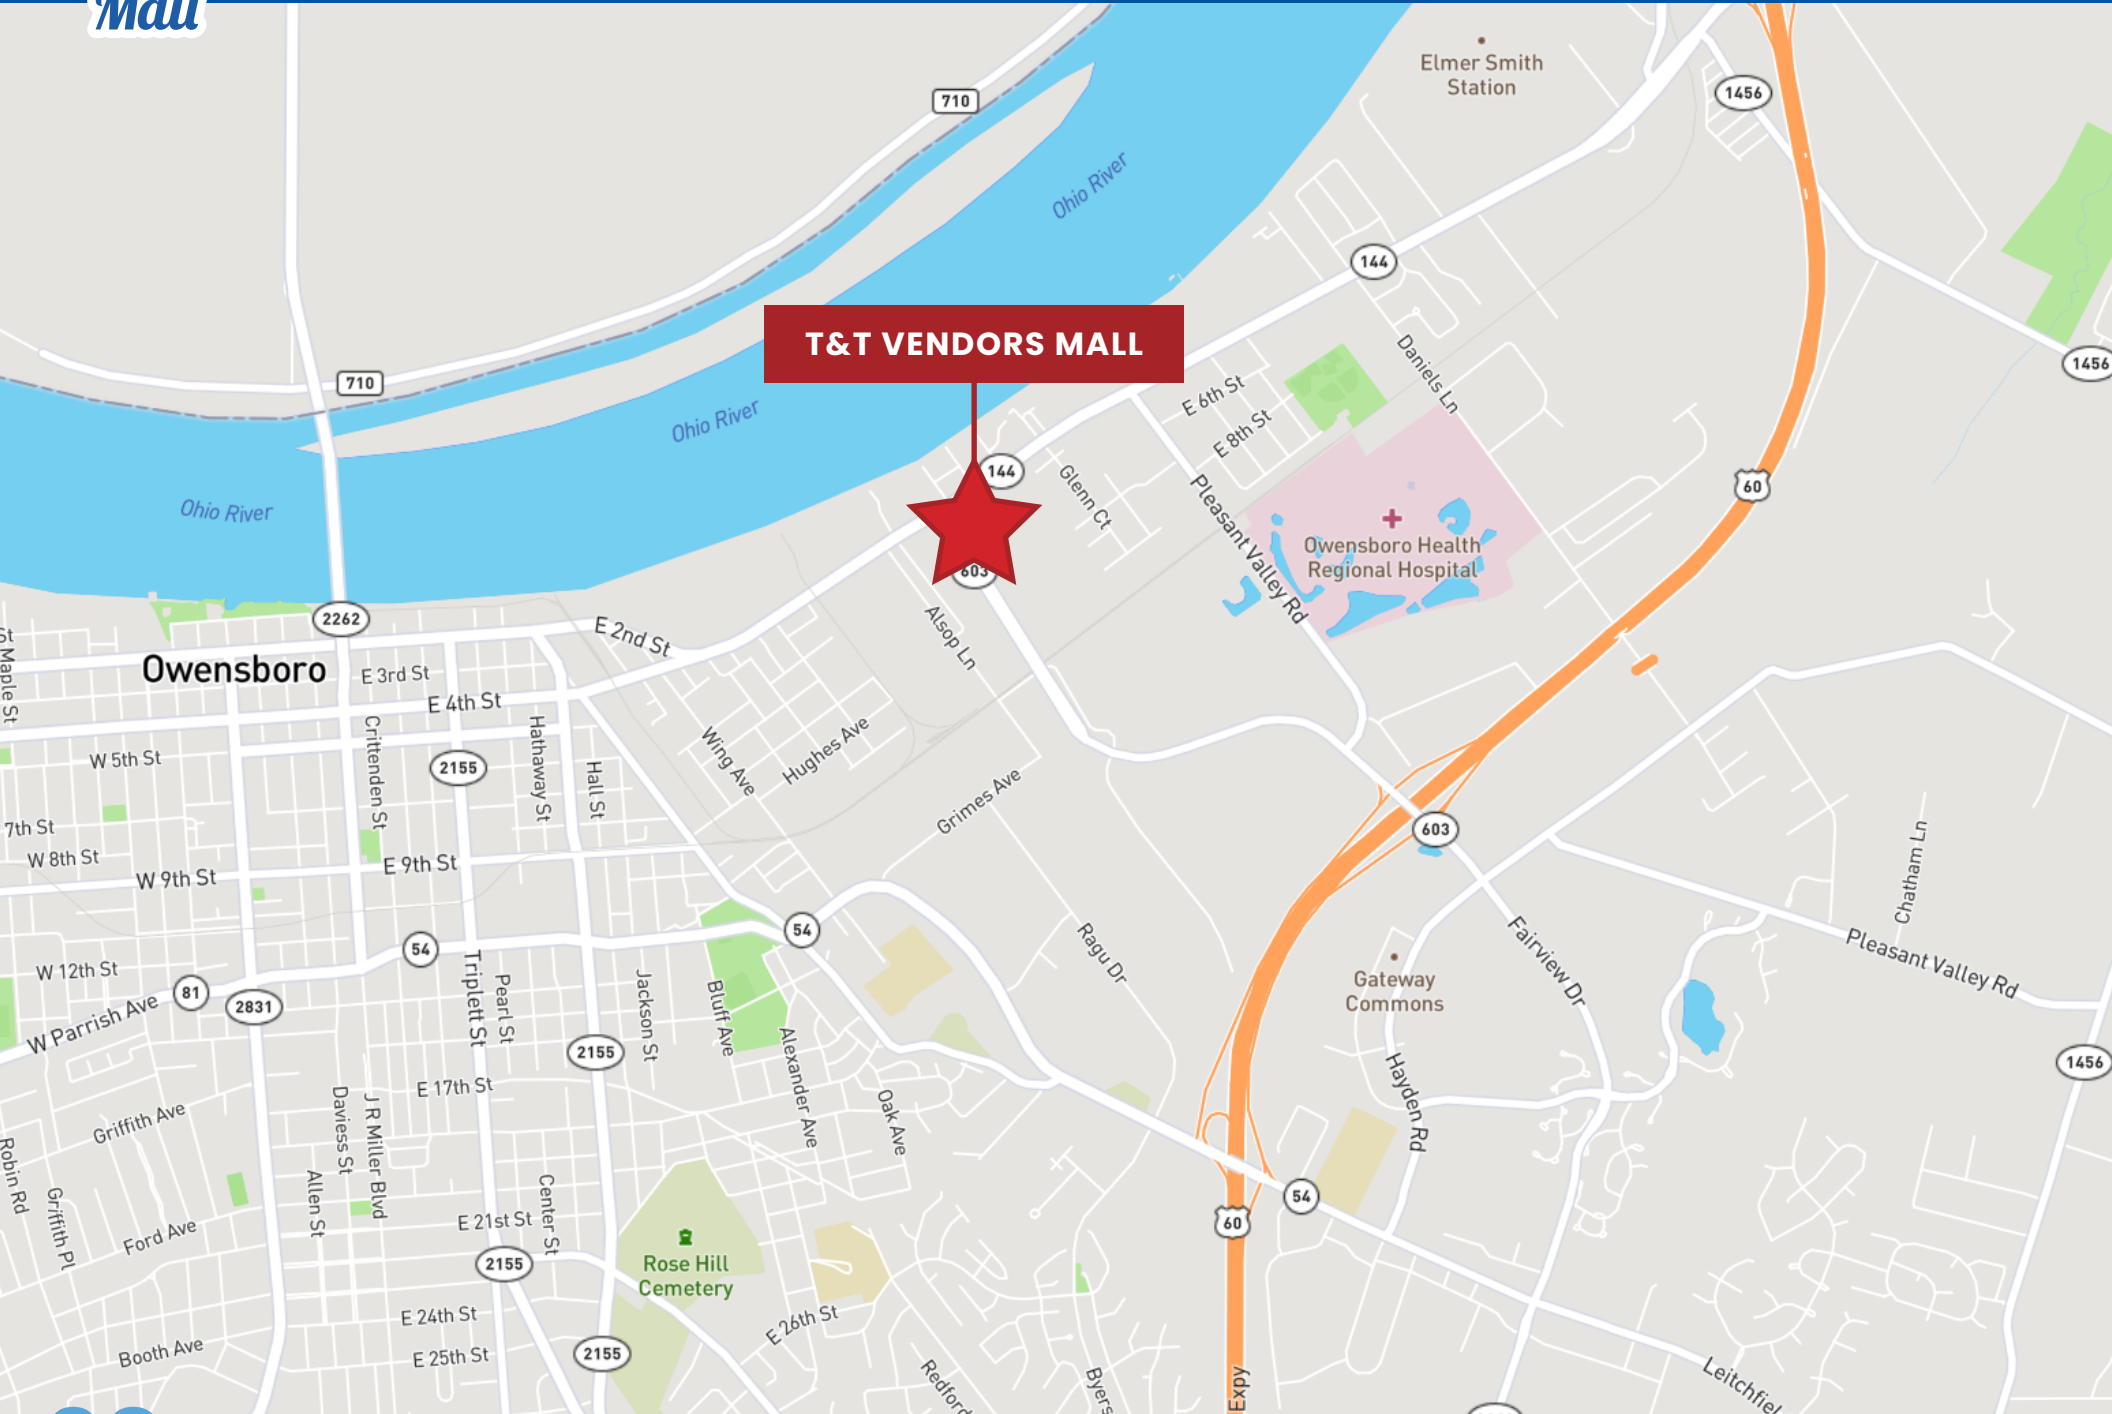 Mall
Elmer Smith
Station
1456
710
Ohio River
144
T&T VENDORS MALL
Daniels Ln
1456
710
E 6th St
Ohio River
E 8th St
144
Glenn Ct
60
Ohio River
Pleasant Valley Rd
Owensboro Health
Regional Hospital
603
2262
Alsop Ln
E 2nd St
St
Maple St
Owensboro
E 3rd St
E 4th St
Crittenden St
Hathaway St
Hall St
W 5th St
2155
Wing Ave
Hughes Ave
Grimes Ave
7th St
W 8th St
W 9th St
E 9th St
603
Chatham Ln
54
54
Ragu Dr
Fairview Dr
Pleasant Valley Rd
W 12th St
81
2831
W Parrish Ave
Triplett St
Pearl St
Jackson St
Bluff Ave
Gateway
Commons
2155
Alexander Ave
Hayden Rd
1456
E 17th St
Oak Ave
Griffith Ave
Daviess St
J R Miller Blvd
Robin Rd
Griffith Pl
Allen St
Center St
54
60
Ford Ave
E 21st St
2155
Rose Hill
Cemetery
E 24th St
E 26th St
Booth Ave
E 25th St
2155
Redford
Byers
Expy
Leitchfiel